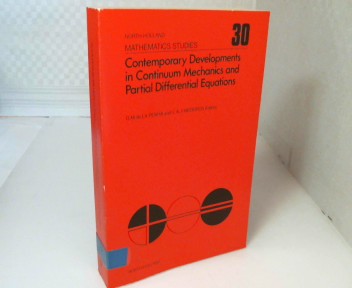 NORTH-HOLLAND
MATHEMATICS STUDIES
30
Contemporary Developments
in Continuum Mechanics and
Partial Differential Equations